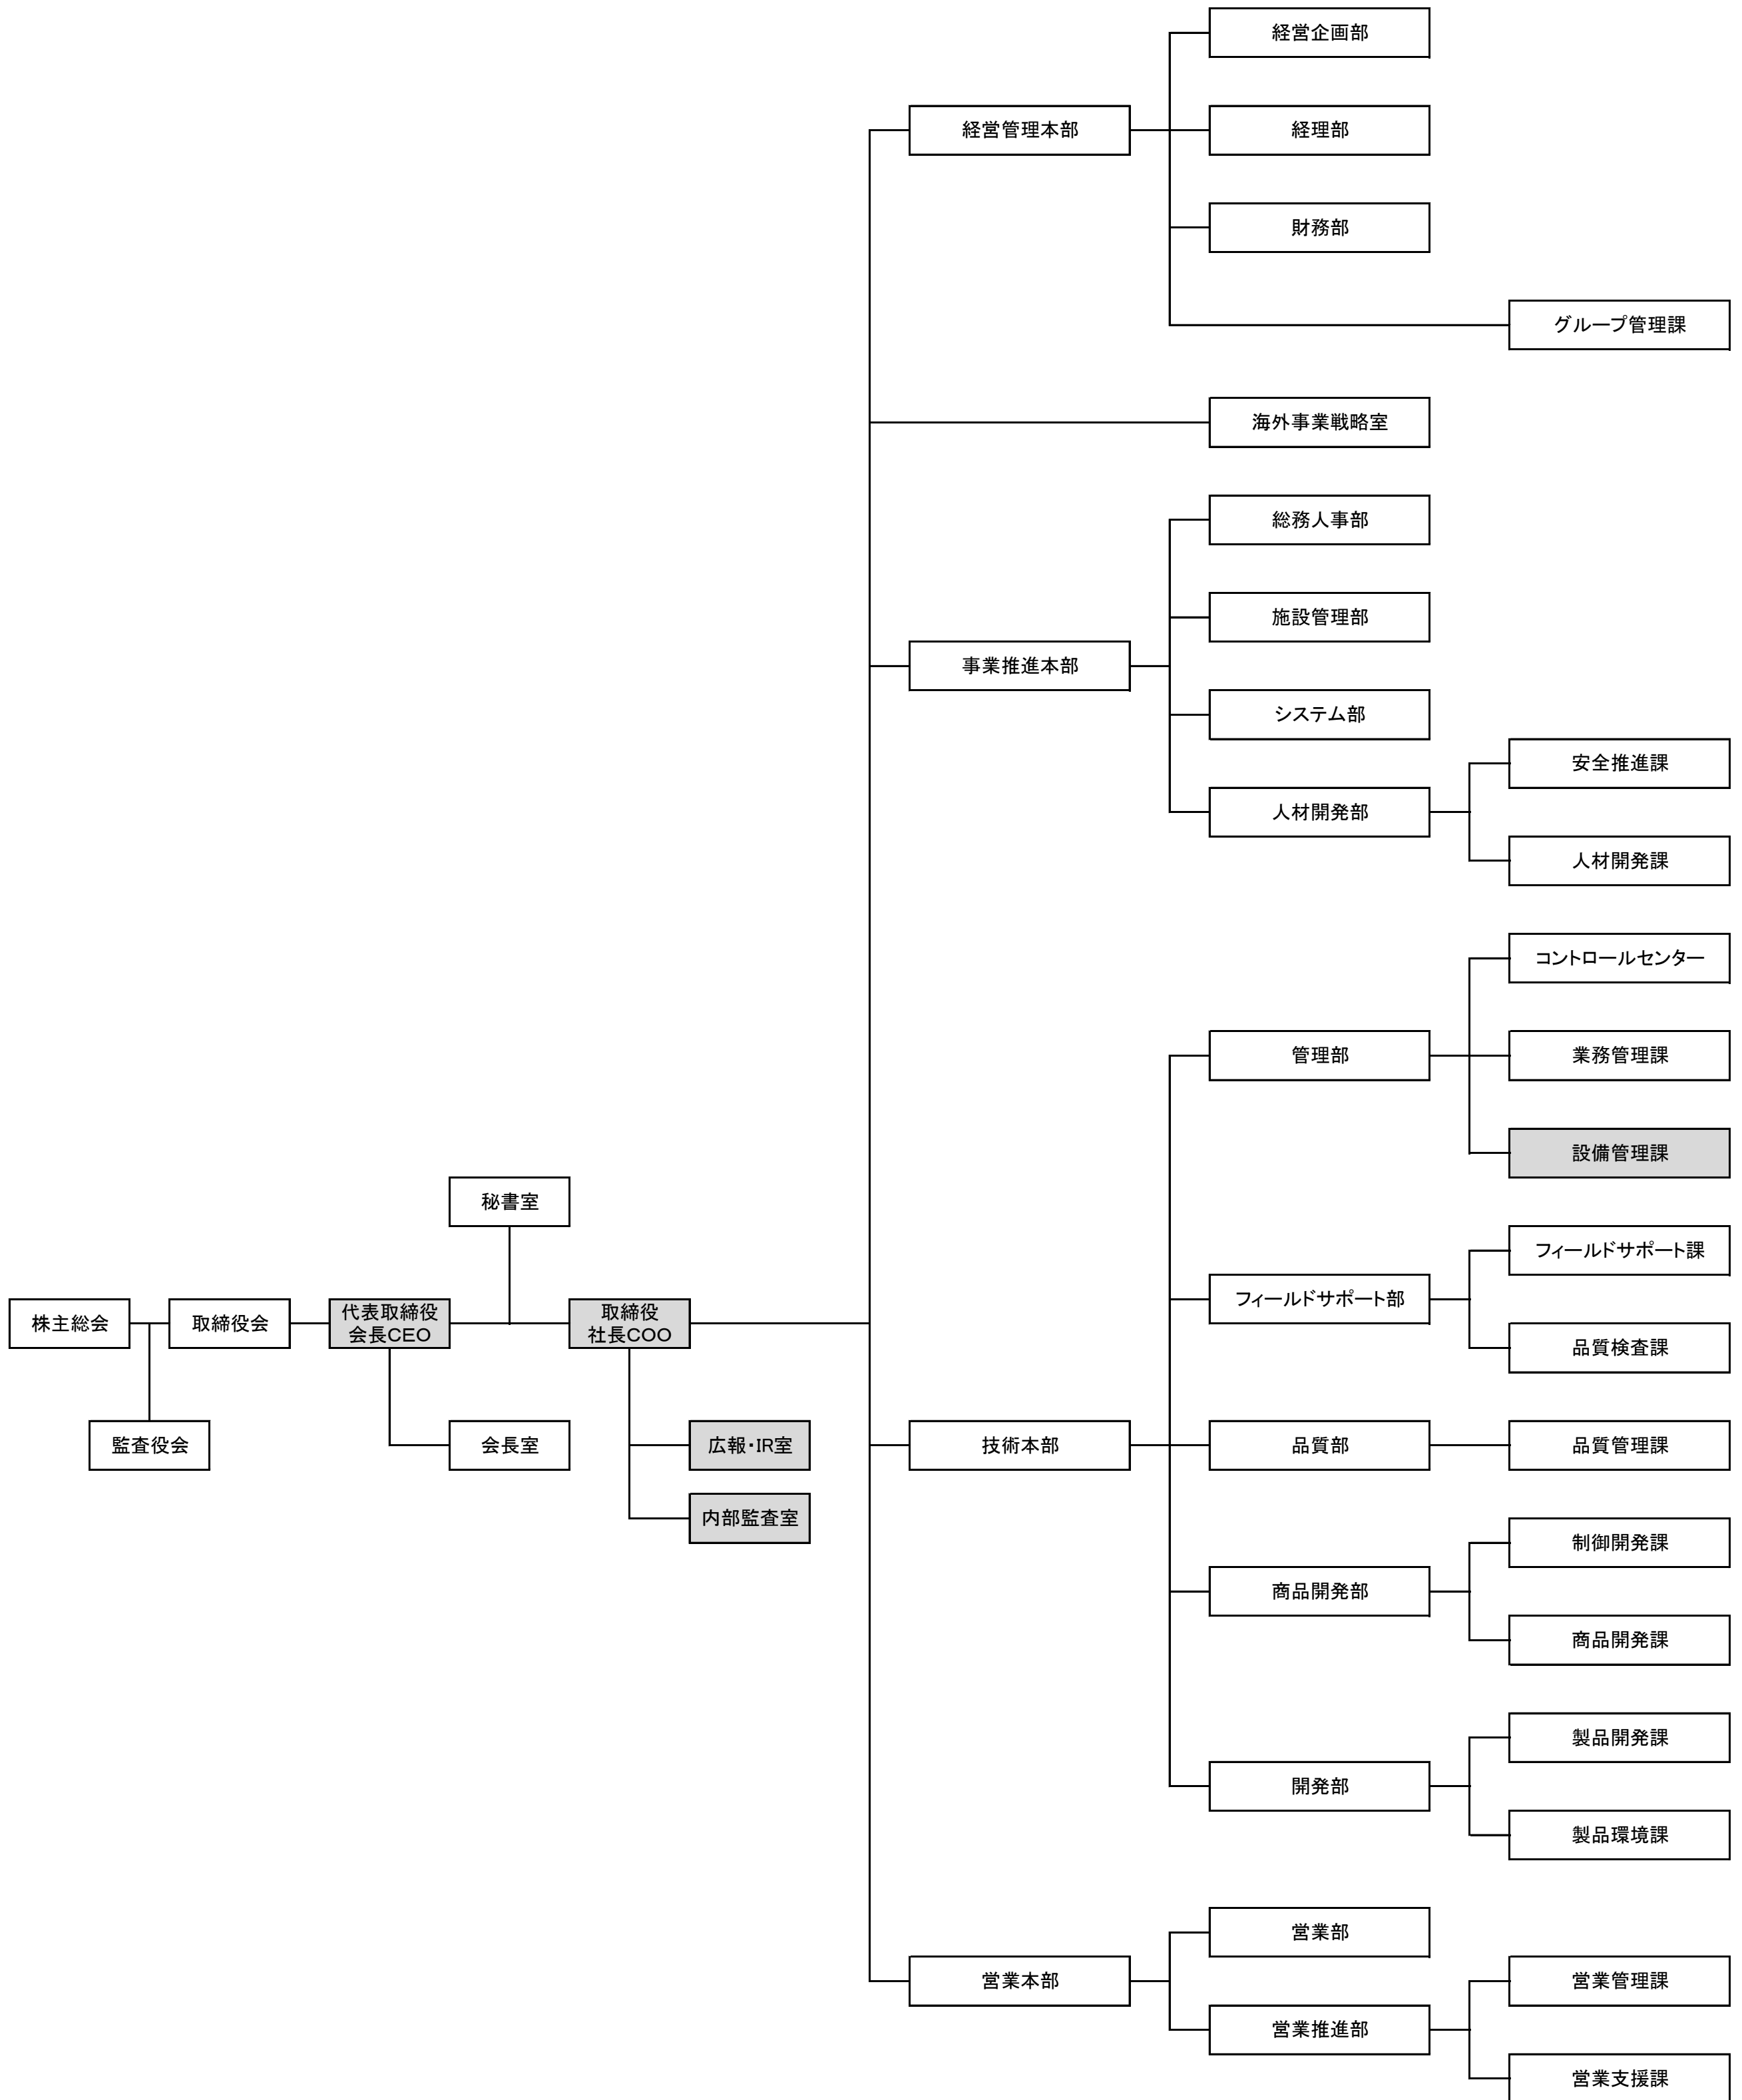 経営企画部
経営管理本部
経理部
財務部
グループ管理課
海外事業戦略室
総務人事部
施設管理部
事業推進本部
システム部
安全推進課
人材開発部
人材開発課
コントロールセンター
管理部
業務管理課
設備管理課
秘書室
フィールドサポート課
フィールドサポート部
株主総会
取締役会
代表取締役
会長CEO
取締役
社長COO
品質検査課
監査役会
会長室
広報・IR室
技術本部
品質部
品質管理課
内部監査室
制御開発課
商品開発部
商品開発課
製品開発課
開発部
製品環境課
営業部
営業本部
営業管理課
営業推進部
営業支援課